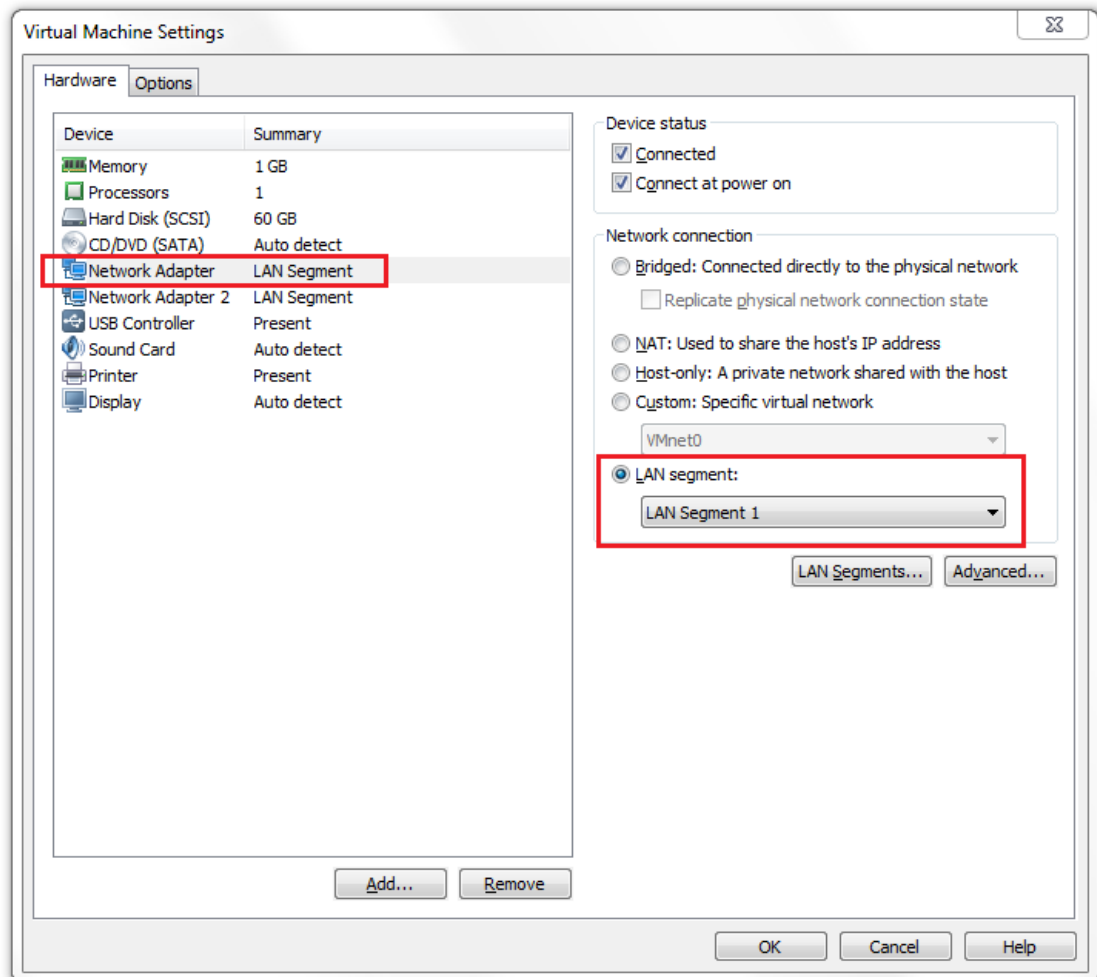 Virtual Machine Settings
Hardware Options
Device Summary
Memory 1 GB
Processors 1
Hard Disk (SCSI) 60 GB
CD/DVD (SATA) Auto detect
Network Adapter LAN Segment
Network Adapter 2 LAN Segment
USB Controller Present
Sound Card Auto detect
Printer Present
Display Auto detect
Add... Remove
Device status
Connected
Connect at power on
Network connection
Bridged: Connected directly to the physical network
Replicate physical network connection state
NAT: Used to share the host's IP address
Host-only: A private network shared with the host
Custom: Specific virtual network
VMnet0
LAN segment:
LAN Segment 1
LAN Segments... Advanced...
OK Cancel Help